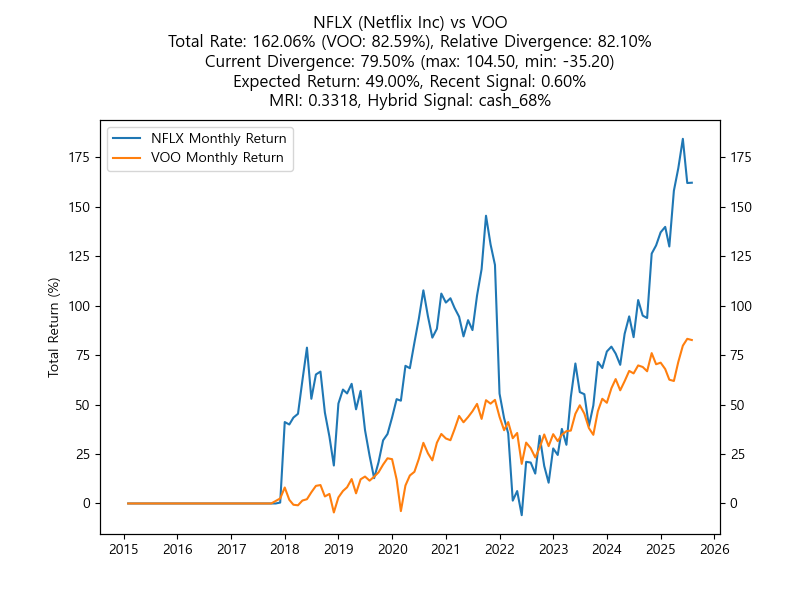 NFLX (Netflix Inc) vs VOO
Total Rate: 162.06% (VOO: 82.59%), Relative Divergence: 82.10%
Current Divergence: 79.50% (max: 104.50, min: -35.20)
Expected Return: 49.00%, Recent Signal: 0.60%
MRI: 0.3318, Hybrid Signal: cash_68%
NFLX Monthly Return
VOO Monthly Return
Total Return (%)
175
150
125
100
75
50
25
0
175
150
125
100
75
50
25
0
2015 2016 2017 2018 2019 2020 2021 2022 2023 2024 2025 2026